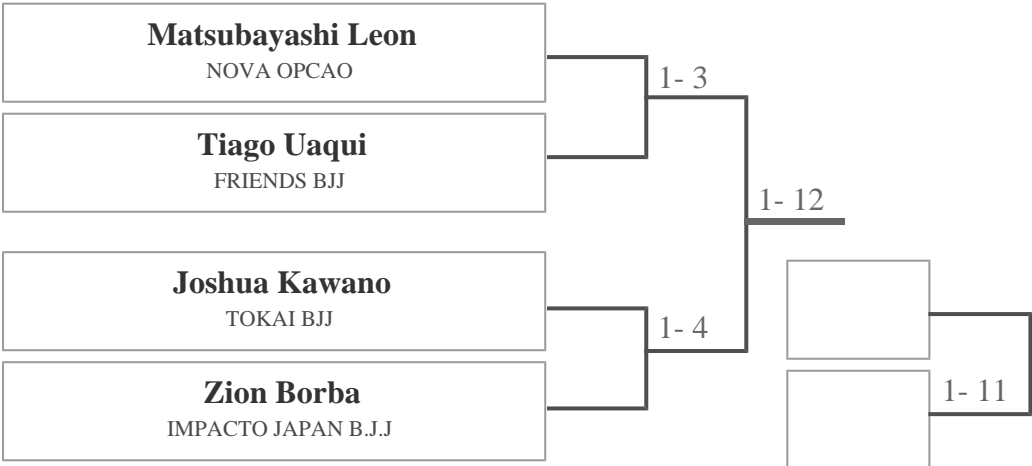 Matsubayashi Leon
NOVA OPCAO
1- 3
Tiago Uaqui
FRIENDS BJJ
1- 12
Joshua Kawano
TOKAI BJJ
1- 4
Zion Borba
IMPACTO JAPAN B.J.J
1- 11